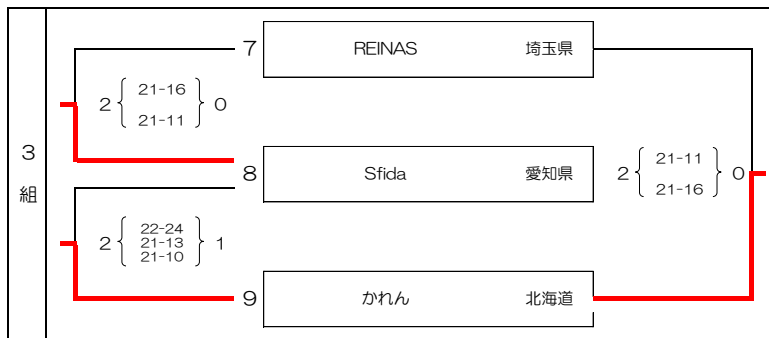 3
組
7 REINAS 埼玉県
2 { 21-16 21-11 } 0
8 Sfida 愛知県
2 { 21-11 21-16 } 0
2 { 22-24 21-13 21-10 } 1
9 かれん 北海道